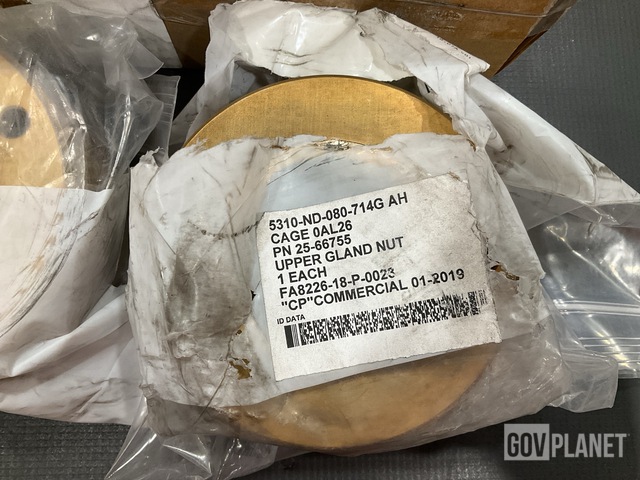 5310-ND-080-714G AH
CAGE 0AL26
PN 25-66755
UPPER GLAND NUT
1 EACH
FA8226-18-P-0023
"CP"COMMERCIAL 01-2019
ID DATA
GOVPLANET